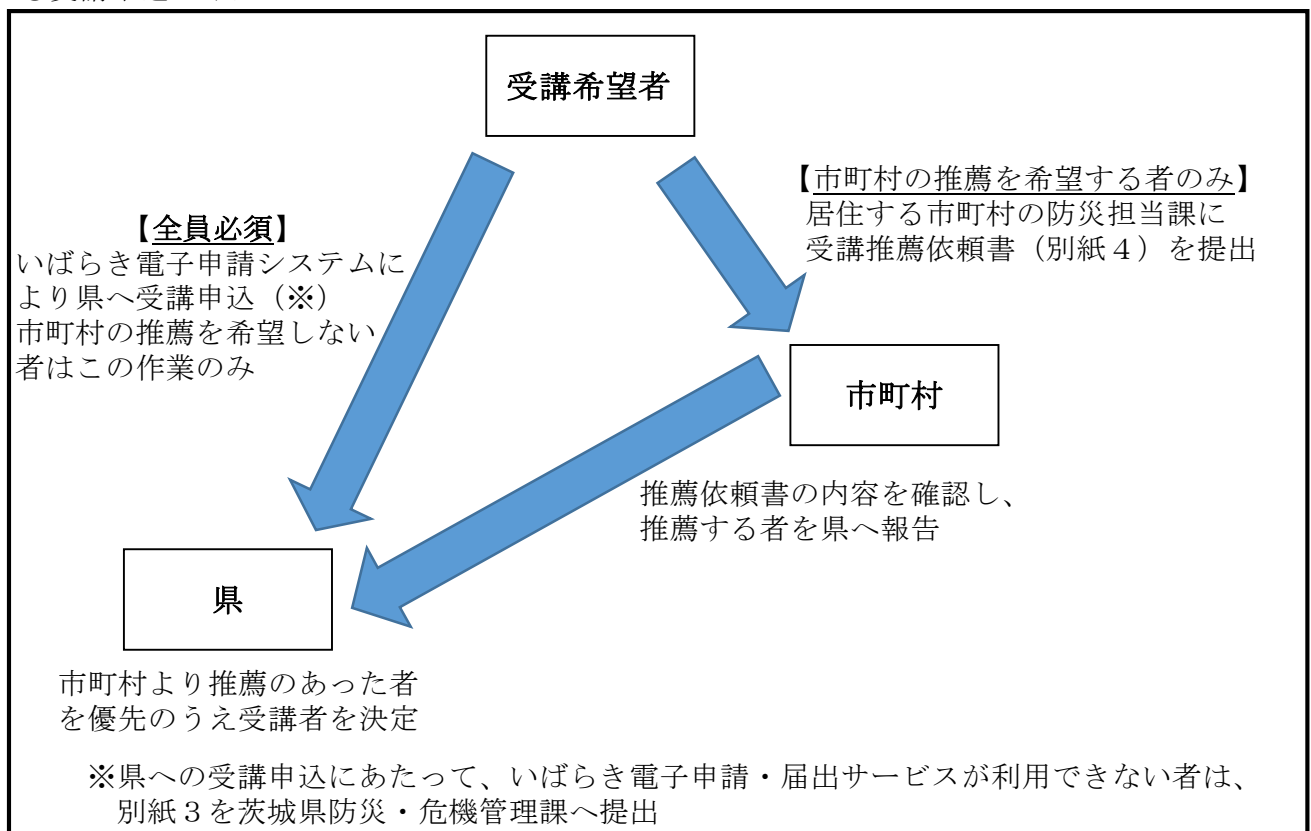 受講希望者
【市町村の推薦を希望する者のみ】
居住する市町村の防災担当課に
受講推薦依頼書（別紙４）を提出
【全員必須】
いばらき電子申請システムに
より県へ受講申込（※）
市町村の推薦を希望しない
者はこの作業のみ
市町村
推薦依頼書の内容を確認し、
推薦する者を県へ報告
県
市町村より推薦のあった者
を優先のうえ受講者を決定
※県への受講申込にあたって、いばらき電子申請・届出サービスが利用できない者は、
別紙３を茨城県防災・危機管理課へ提出